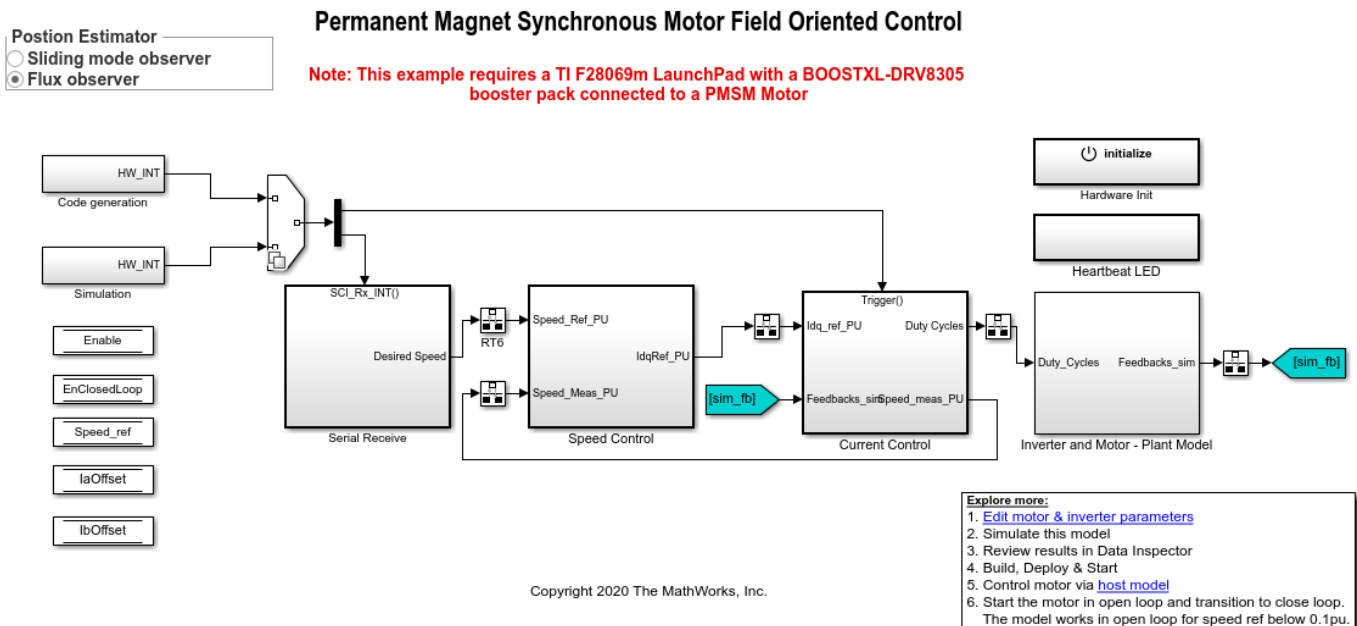 Permanent Magnet Synchronous Motor Field Oriented Control
Postion Estimator
Sliding mode observer
Flux observer
Note: This example requires a TI F28069m LaunchPad with a BOOSTXL-DRV8305
booster pack connected to a PMSM Motor
HW_INT
Code generation
HW_INT
Simulation
initialize
Hardware Init
Heartbeat LED
SCI_Rx_INT()
Desired Speed
Serial Receive
RT6
Speed_Ref_PU
IdqRef_PU
Speed_Meas_PU
Speed Control
[sim_fb]
Trigger()
Idq_ref_PU
Duty Cycles
Feedbacks_sim
Speed_meas_PU
Current Control
Duty_Cycles
Feedbacks_sim
Inverter and Motor - Plant Model
[sim_fb]
Enable
EnClosedLoop
Speed_ref
IaOffset
IbOffset
Explore more:
1. Edit motor & inverter parameters
2. Simulate this model
3. Review results in Data Inspector
4. Build, Deploy & Start
5. Control motor via host model
6. Start the motor in open loop and transition to close loop.
The model works in open loop for speed ref below 0.1pu.
Copyright 2020 The MathWorks, Inc.